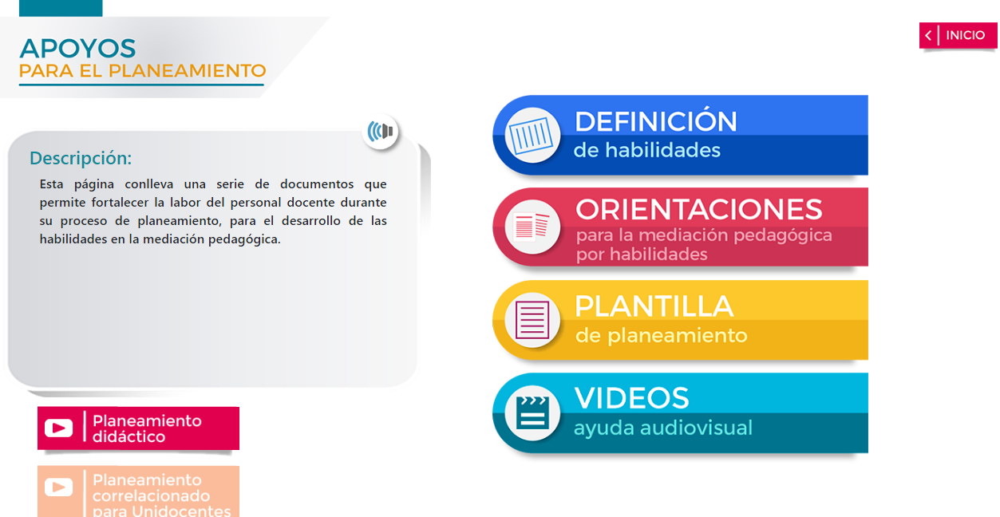 APOYOS
PARA EL PLANEAMIENTO
INICIO
Descripción:
Esta página conlleva una serie de documentos que
permite fortalecer la labor del personal docente durante
su proceso de planeamiento, para el desarrollo de las
habilidades en la mediación pedagógica.
Planeamiento
didáctico
Planeamiento
correlacionado
para Unidocentes
DEFINICIÓN
de habilidades
ORIENTACIONES
para la mediación pedagógica
por habilidades
PLANTILLA
de planeamiento
VIDEOS
ayuda audiovisual